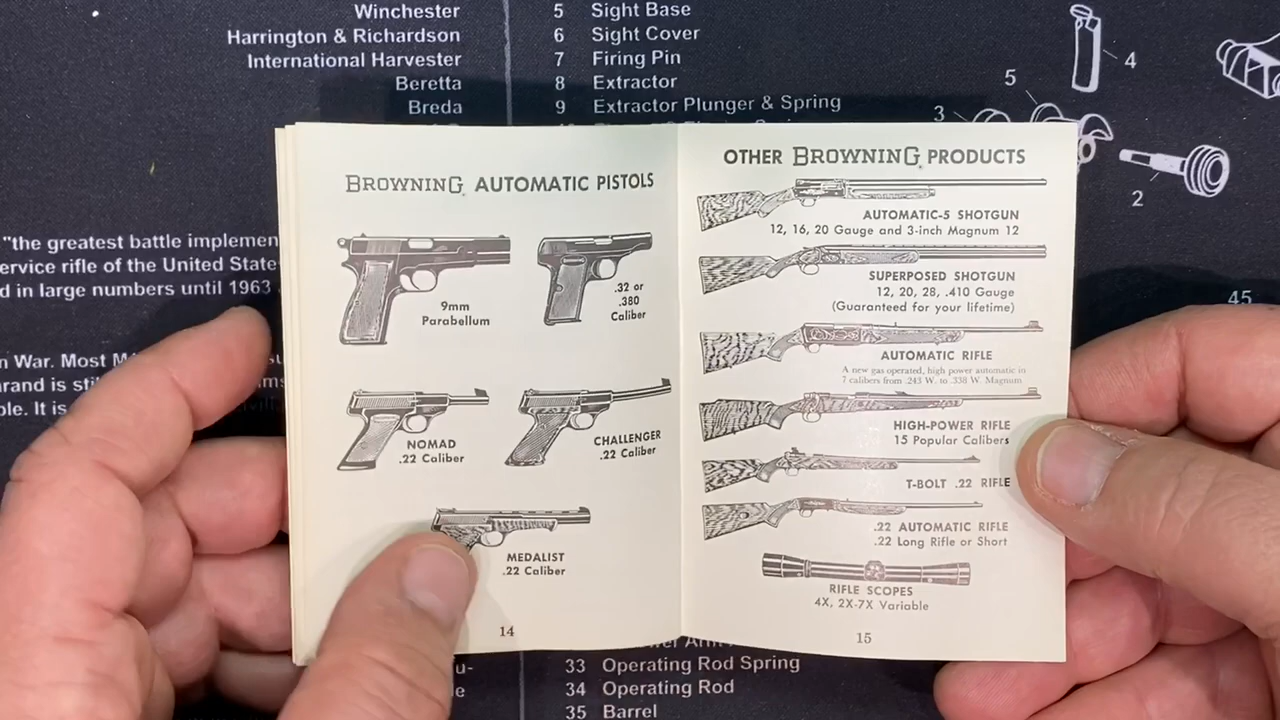 Winchester
Harrington & Richardson
International Harvester
Beretta
Breda
5 Sight Base
6 Sight Cover
7 Firing Pin
8 Extractor
9 Extractor Plunger & Spring
4
5
3
2
45
"the greatest battle implemen
ervice rifle of the United State
d in large numbers until 1963
n War. Most M
arand is sti
ple. It is
BROWNING AUTOMATIC PISTOLS
9mm
Parabellum
.32 or
.380
Caliber
NOMAD
.22 Caliber
CHALLENGER
.22 Caliber
MEDALIST
.22 Caliber
14
OTHER BROWNING PRODUCTS
AUTOMATIC-5 SHOTGUN
12, 16, 20 Gauge and 3-inch Magnum 12
SUPERPOSED SHOTGUN
12, 20, 28, .410 Gauge
(Guaranteed for your lifetime)
AUTOMATIC RIFLE
A new gas operated, high power automatic in
7 calibers from .243 W. to .338 W. Magnum
HIGH-POWER RIFLE
15 Popular Calibers
T-BOLT .22 RIFLE
.22 AUTOMATIC RIFLE
.22 Long Rifle or Short
RIFLE SCOPES
4X, 2X-7X Variable
15
33 Operating Rod Spring
34 Operating Rod
35 Barrel